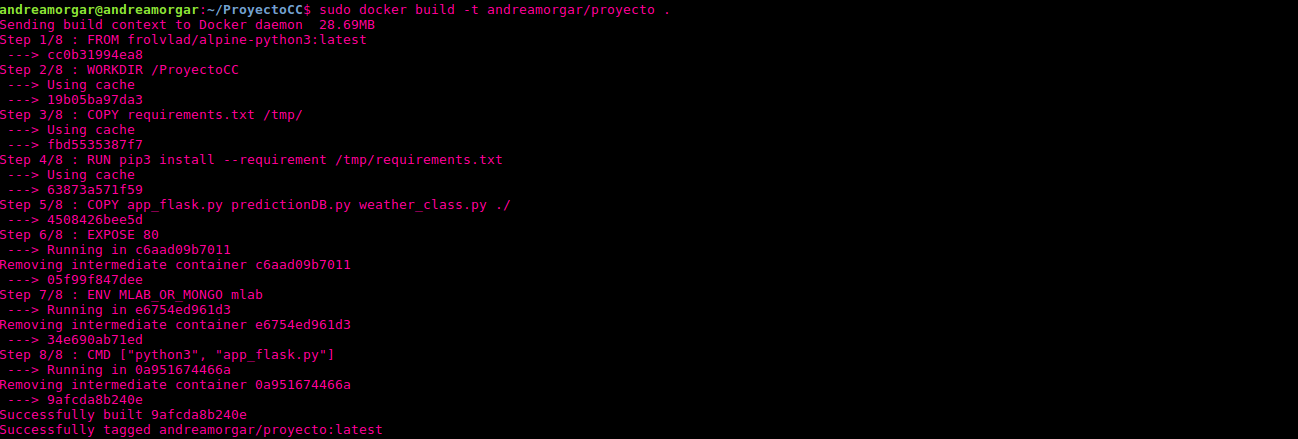 andreamorgar@andreamorgar:~/ProyectoCC$ sudo docker build -t andreamorgar/proyecto .
Sending build context to Docker daemon  28.69MB
Step 1/8 : FROM frolvlad/alpine-python3:latest
 ---> cc0b31994ea8
Step 2/8 : WORKDIR /ProyectoCC
 ---> Using cache
 ---> 19b05ba97da3
Step 3/8 : COPY requirements.txt /tmp/
 ---> Using cache
 ---> fbd5535387f7
Step 4/8 : RUN pip3 install --requirement /tmp/requirements.txt
 ---> Using cache
 ---> 63873a571f59
Step 5/8 : COPY app_flask.py predictionDB.py weather_class.py ./
 ---> 4508426bee5d
Step 6/8 : EXPOSE 80
 ---> Running in c6aad09b7011
Removing intermediate container c6aad09b7011
 ---> 05f99f847dee
Step 7/8 : ENV MLAB_OR_MONGO mlab
 ---> Running in e6754ed961d3
Removing intermediate container e6754ed961d3
 ---> 34e690ab71ed
Step 8/8 : CMD ["python3", "app_flask.py"]
 ---> Running in 0a951674466a
Removing intermediate container 0a951674466a
 ---> 9afcda8b240e
Successfully built 9afcda8b240e
Successfully tagged andreamorgar/proyecto:latest